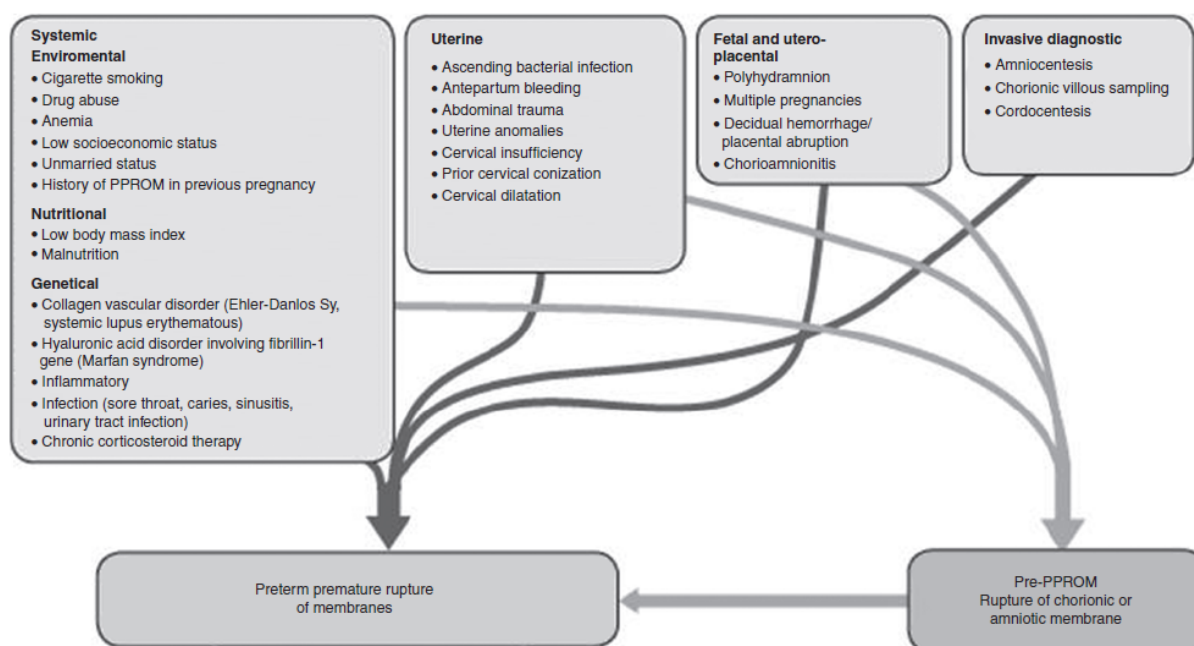 Systemic
Enviromental
• Cigarette smoking
• Drug abuse
• Anemia
• Low socioeconomic status
• Unmarried status
• History of PPROM in previous pregnancy
Nutritional
• Low body mass index
• Malnutrition
Genetical
• Collagen vascular disorder (Ehler-Danlos Sy,
systemic lupus erythematous)
• Hyaluronic acid disorder involving fibrillin-1
gene (Marfan syndrome)
• Inflammatory
• Infection (sore throat, caries, sinusitis,
urinary tract infection)
• Chronic corticosteroid therapy
Uterine
• Ascending bacterial infection
• Antepartum bleeding
• Abdominal trauma
• Uterine anomalies
• Cervical insufficiency
• Prior cervical conization
• Cervical dilatation
Fetal and utero-
placental
• Polyhydramnion
• Multiple pregnancies
• Decidual hemorrhage/
placental abruption
• Chorioamnionitis
Invasive diagnostic
• Amniocentesis
• Chorionic villous sampling
• Cordocentesis
Preterm premature rupture
of membranes
Pre-PPROM
Rupture of chorionic or
amniotic membrane